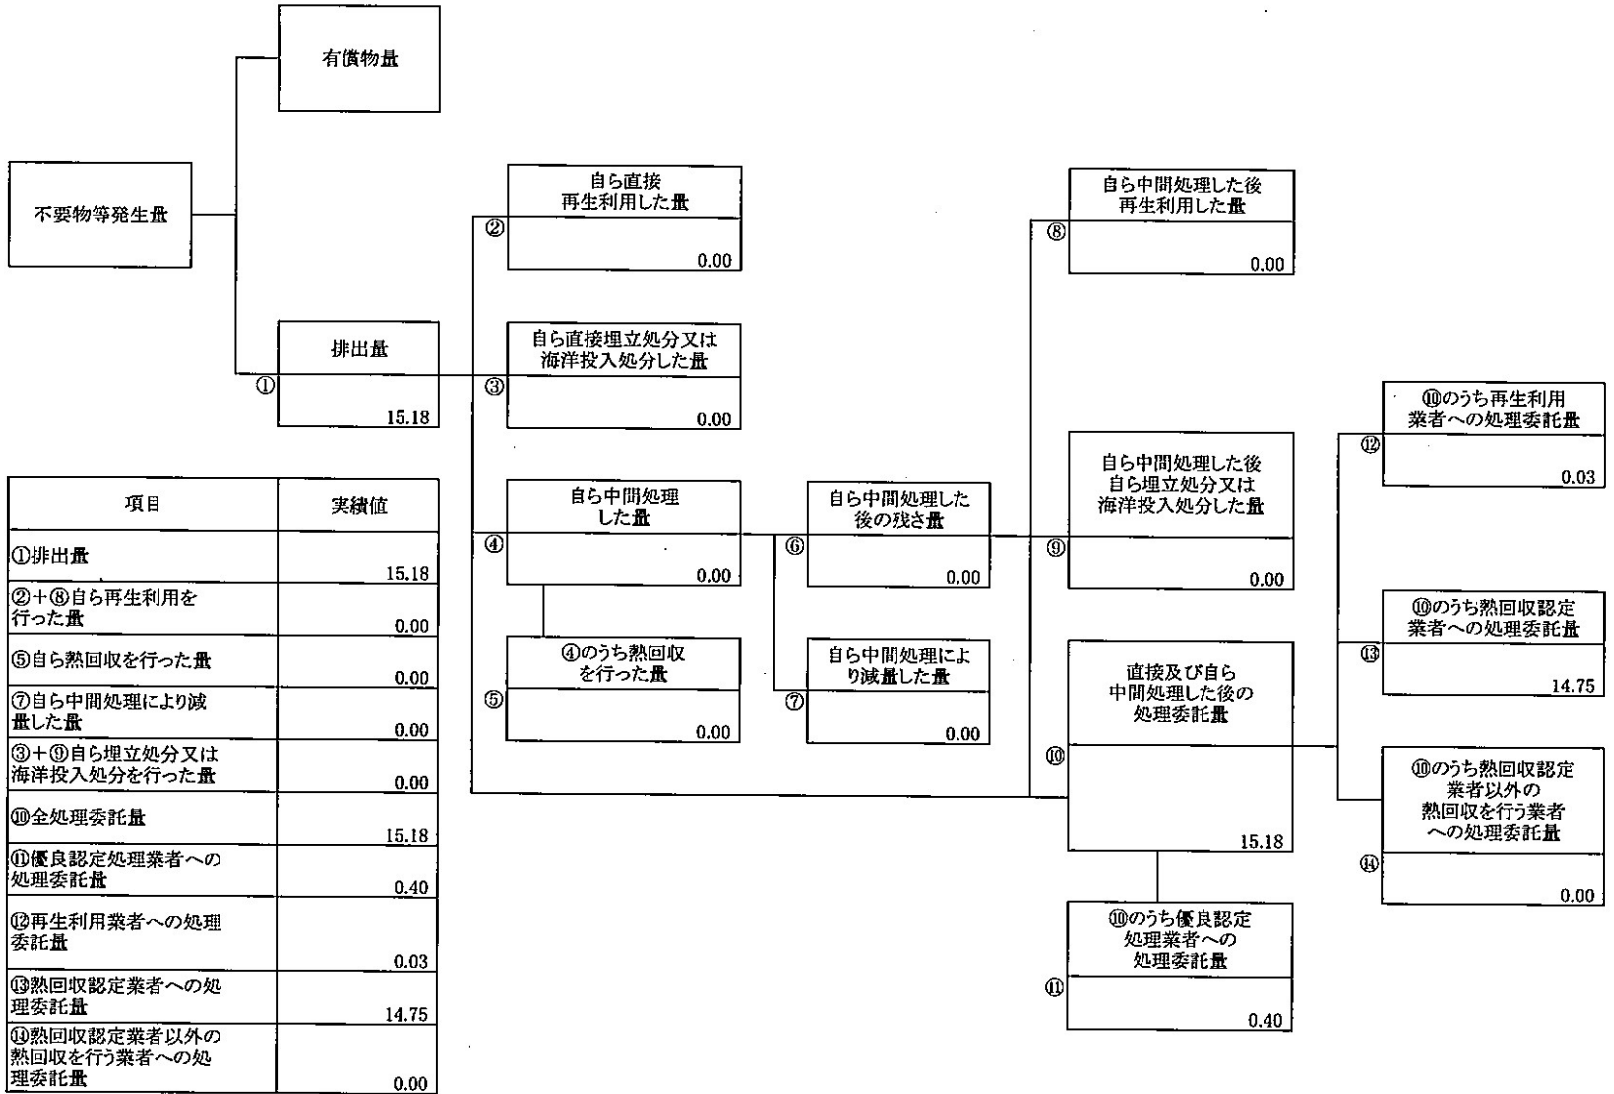 有償物量
不要物等発生量
排出量
①
15.18
自ら直接
再生利用した量
②
0.00
自ら直接埋立処分又は
海洋投入処分した量
③
0.00
自ら中間処理
した量
④
0.00
④のうち熱回収
を行った量
⑤
0.00
自ら中間処理した
後の残さ量
⑥
0.00
自ら中間処理によ
り減量した量
⑦
0.00
自ら中間処理した後
再生利用した量
⑧
0.00
自ら中間処理した後
自ら埋立処分又は
海洋投入処分した量
⑨
0.00
直接及び自ら
中間処理した後の
処理委託量
⑩
15.18
⑩のうち優良認定
処理業者への
処理委託量
⑪
0.40
⑩のうち再生利用
業者への処理委託量
⑫
0.03
⑩のうち熱回収認定
業者への処理委託量
⑬
14.75
⑩のうち熱回収認定
業者以外の
熱回収を行う業者
への処理委託量
⑭
0.00
項目 実績値
①排出量
15.18
②+⑧自ら再生利用を
行った量
0.00
⑤自ら熱回収を行った量
0.00
⑦自ら中間処理により減
量した量
0.00
③+⑨自ら埋立処分又は
海洋投入処分を行った量
0.00
⑩全処理委託量
15.18
⑪優良認定処理業者への
処理委託量
0.40
⑫再生利用業者への処理
委託量
0.03
⑬熱回収認定業者への処
理委託量
14.75
⑭熱回収認定業者以外の
熱回収を行う業者への処
理委託量
0.00